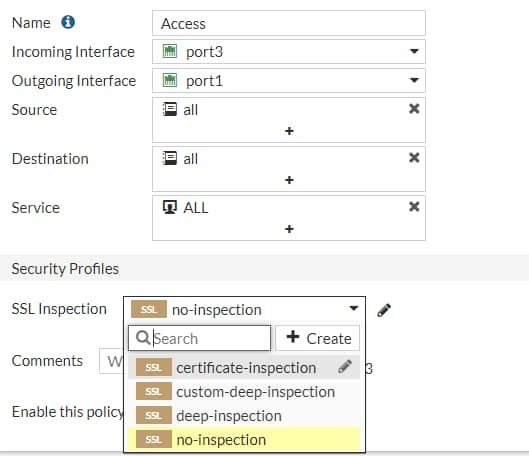 Name Access
Incoming Interface port3
Outgoing Interface port1
Source all
+
Destination all
+
Service ALL
+
Security Profiles
SSL Inspection SSL no-inspection
Search + Create
Comments W 3
SSL certificate-inspection
SSL custom-deep-inspection
Enable this policy SSL deep-inspection
SSL no-inspection